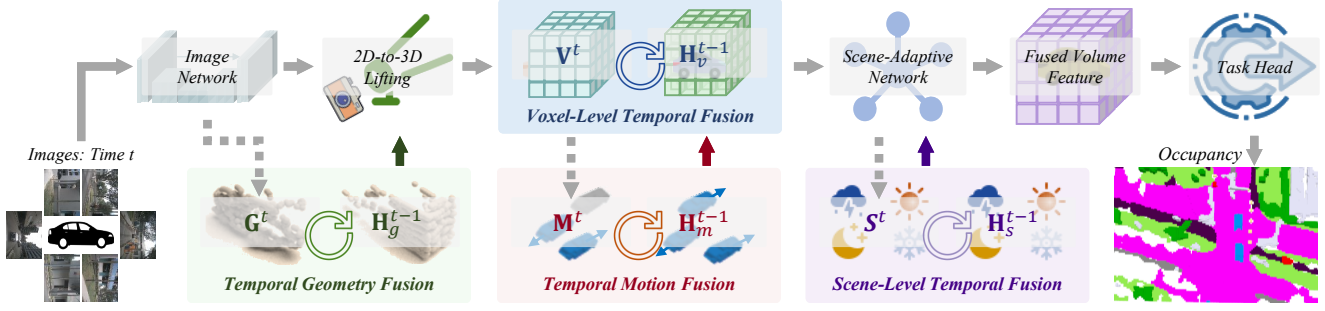 Image
Network
2D-to-3D
Lifting
V^t
H_v^{t-1}
Voxel-Level Temporal Fusion
Scene-Adaptive
Network
Fused Volume
Feature
Task Head
Images: Time t
G^t
H_g^{t-1}
Temporal Geometry Fusion
M^t
H_m^{t-1}
Temporal Motion Fusion
S^t
H_s^{t-1}
Scene-Level Temporal Fusion
Occupancy